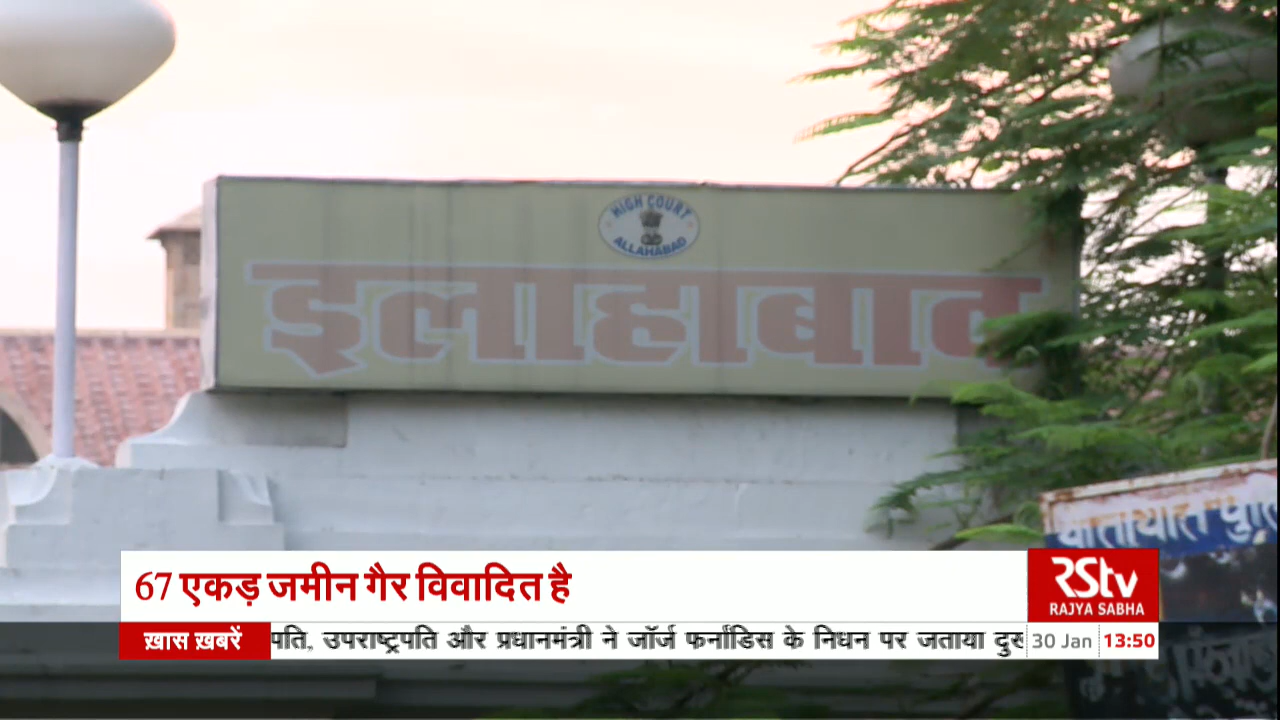 HIGH COURT
ALLAHABAD
इलाहाबाद
यातायात
67 एकड़ जमीन गैर विवादित है
RStv
RAJYA SABHA
ख़ास ख़बरें
पति, उपराष्ट्रपति और प्रधानमंत्री ने जॉर्ज फर्नांडिस के निधन पर जताया
30 Jan
13:50